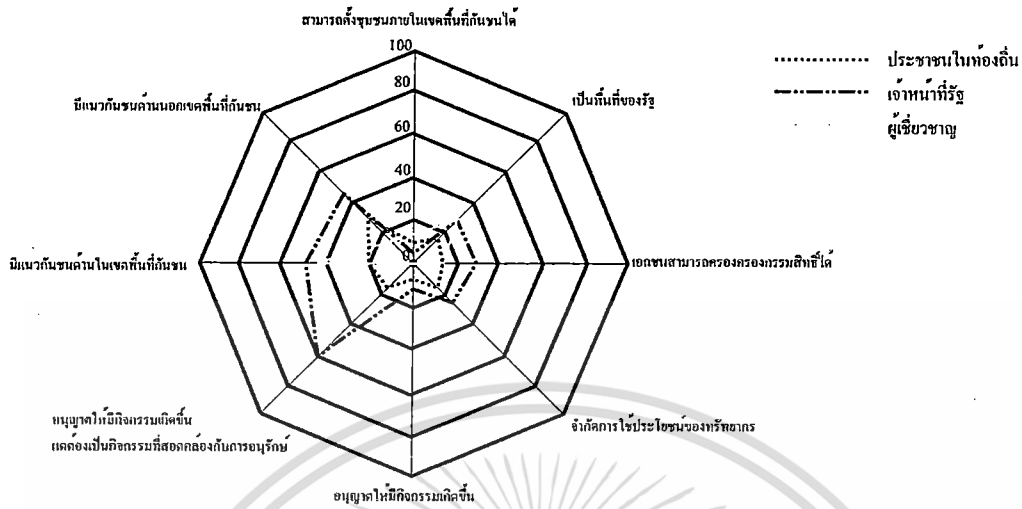 สามารถตั้งชุมชนภายในเขตพื้นที่กันชนได้
100
80
60
40
20
0
ประชาชนในท้องถิ่น
เจ้าหน้าที่รัฐ
ผู้เชี่ยวชาญ
มีแนวกันชนด้านนอกเขตพื้นที่กันชน
เป็นพื้นที่ของรัฐ
มีแนวกันชนด้านในเขตพื้นที่กันชน
เอกชนสามารถครองครองกรรมสิทธิ์ได้
อนุญาตให้มีกิจกรรมเกิดขึ้น
แต่ต้องเป็นกิจกรรมที่สอดคล้องกับการอนุรักษ์
จำกัดการใช้ประโยชน์ของทรัพยากร
อนุญาตให้มีกิจกรรมเกิดขึ้น